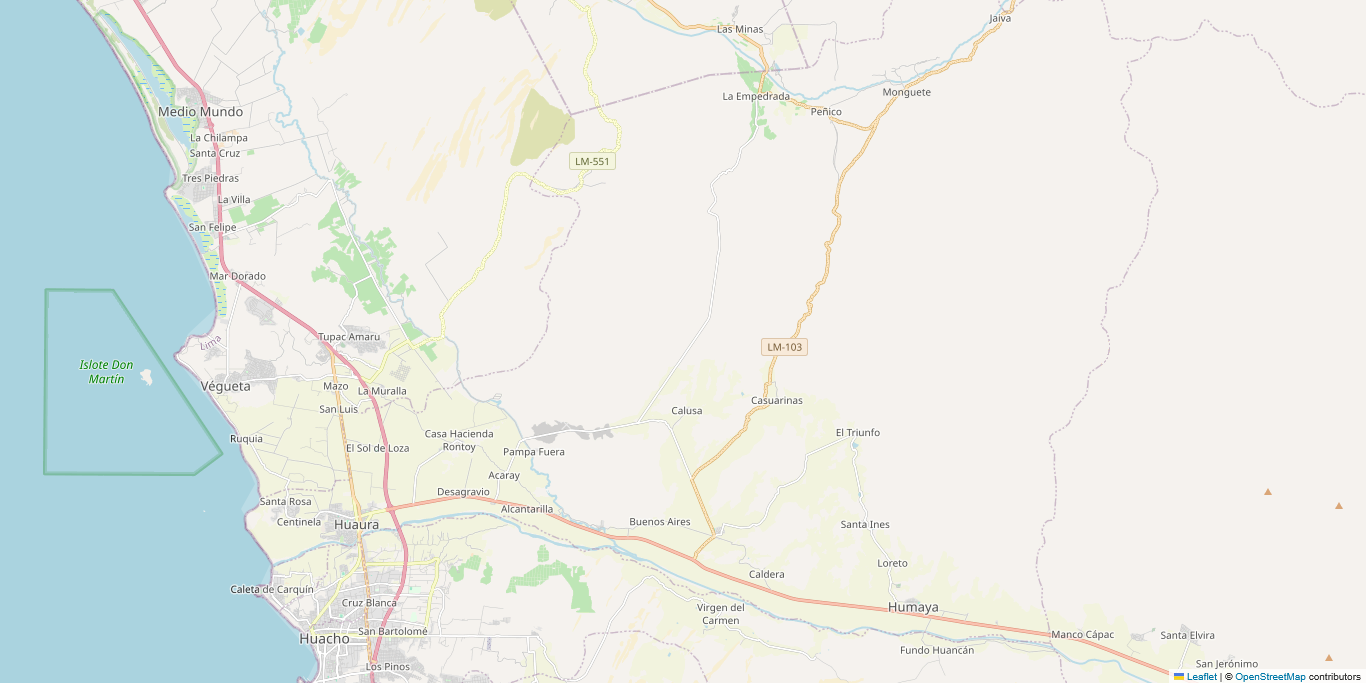 Jaiva
Las Minas
Monguete
La Empedrada
Peñico
Medio Mundo
La Chilampa
Santa Cruz
LM-551
Tres Piedras
La Villa
San Felipe
Mar Dorado
Tupac Amaru
Lima
LM-103
Islote Don
Martín
Végueta
Mazo
La Muralla
Casuarinas
San Luis
Calusa
Ruquia
Casa Hacienda
Rontoy
El Triunfo
El Sol de Loza
Pampa Fuera
Acaray
Desagravio
Santa Rosa
Alcantarilla
Centinela
Huaura
Buenos Aires
Santa Ines
Loreto
Caldera
Caleta de Carquín
Cruz Blanca
Virgen del
Carmen
Humaya
Huacho
San Bartolomé
Manco Cápac
Santa Elvira
Fundo Huancán
Los Pinos
San Jerónimo
Leaflet | © OpenStreetMap contributors